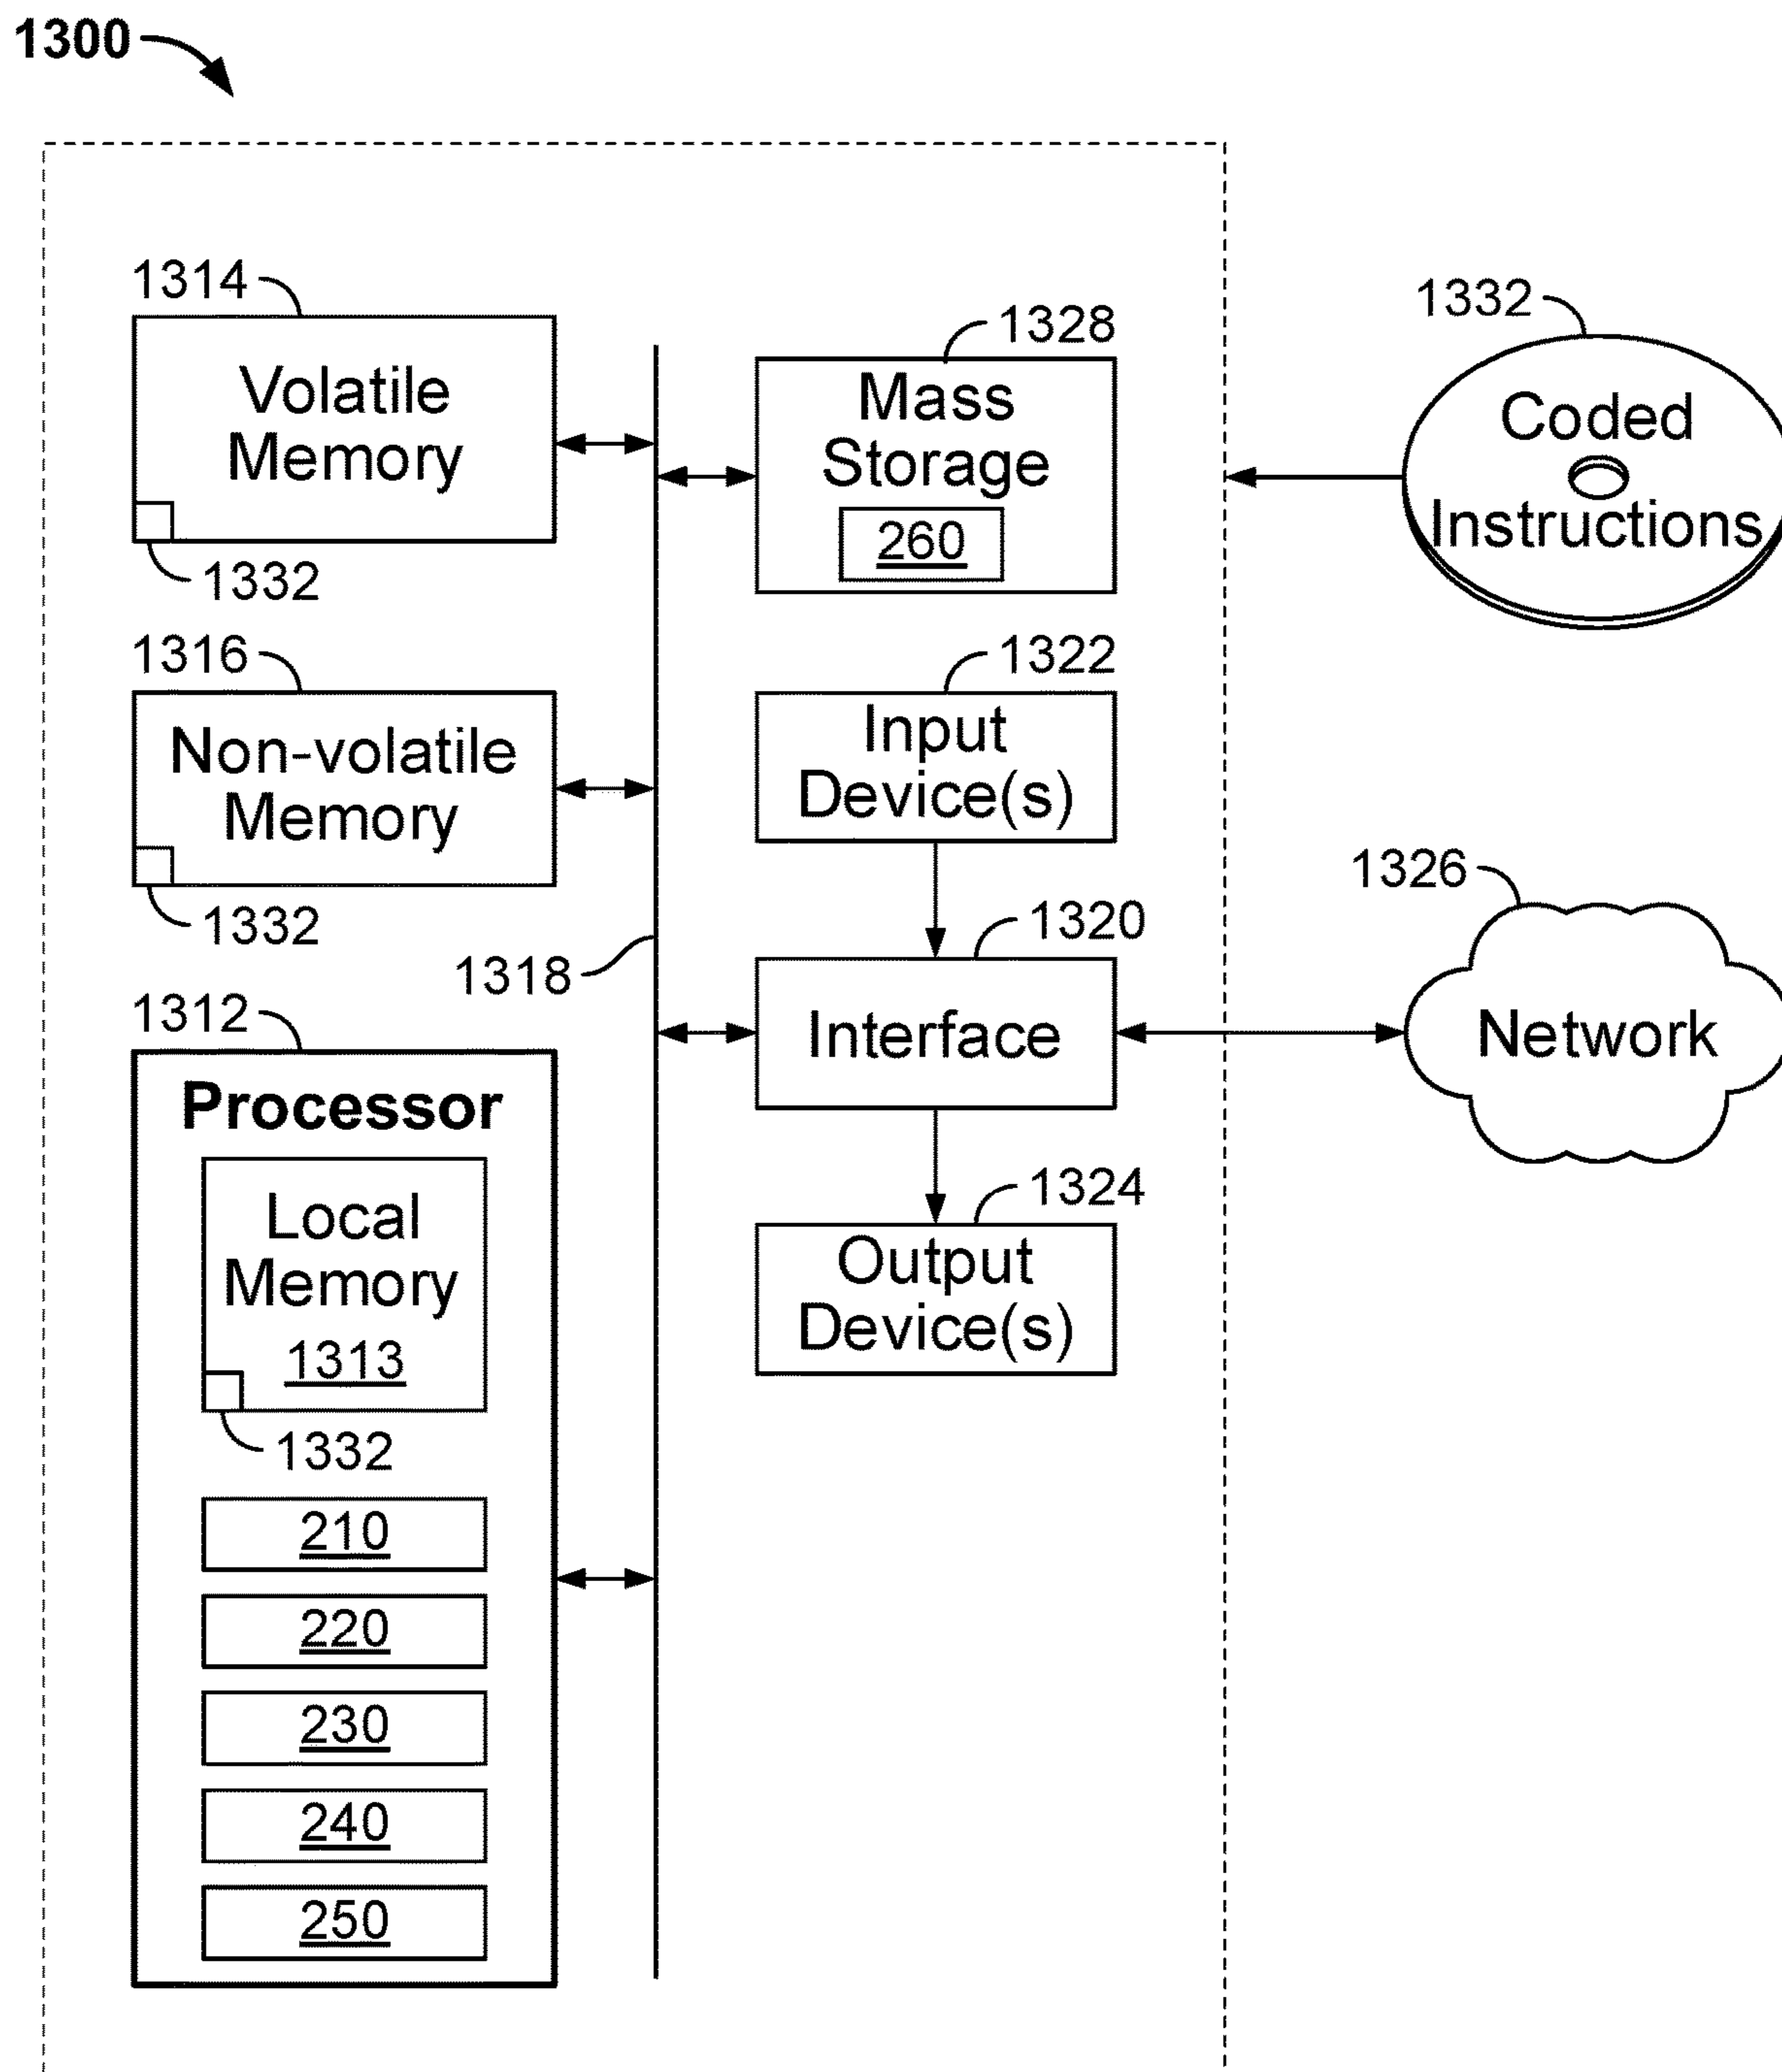 1300
1314
Volatile
Memory
1332
1316
Non-volatile
Memory
1332
1318
1312
Processor
Local
Memory
1313
1332
210
220
230
240
250
1328
Mass
Storage
260
1322
Input
Device(s)
1320
Interface
1324
Output
Device(s)
1332
Coded
Instructions
1326
Network